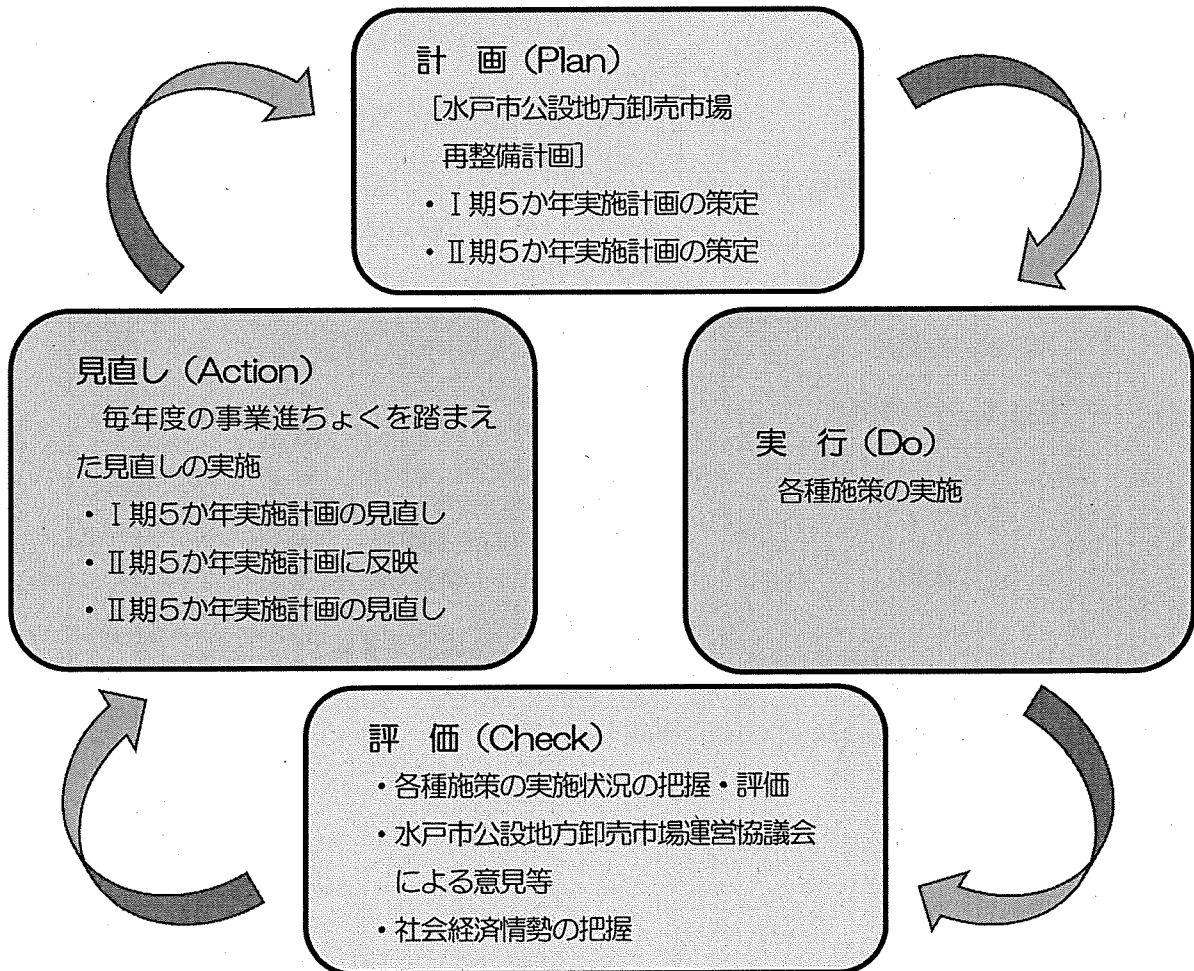 計 画（Plan）
［水戸市公設地方卸売市場
再整備計画］
・Ⅰ期５か年実施計画の策定
・Ⅱ期５か年実施計画の策定
見直し（Action）
毎年度の事業進ちょくを踏まえ
た見直しの実施
・Ⅰ期５か年実施計画の見直し
・Ⅱ期５か年実施計画に反映
・Ⅱ期５か年実施計画の見直し
実 行（Do）
各種施策の実施
評 価（Check）
・各種施策の実施状況の把握・評価
・水戸市公設地方卸売市場運営協議会
による意見等
・社会経済情勢の把握